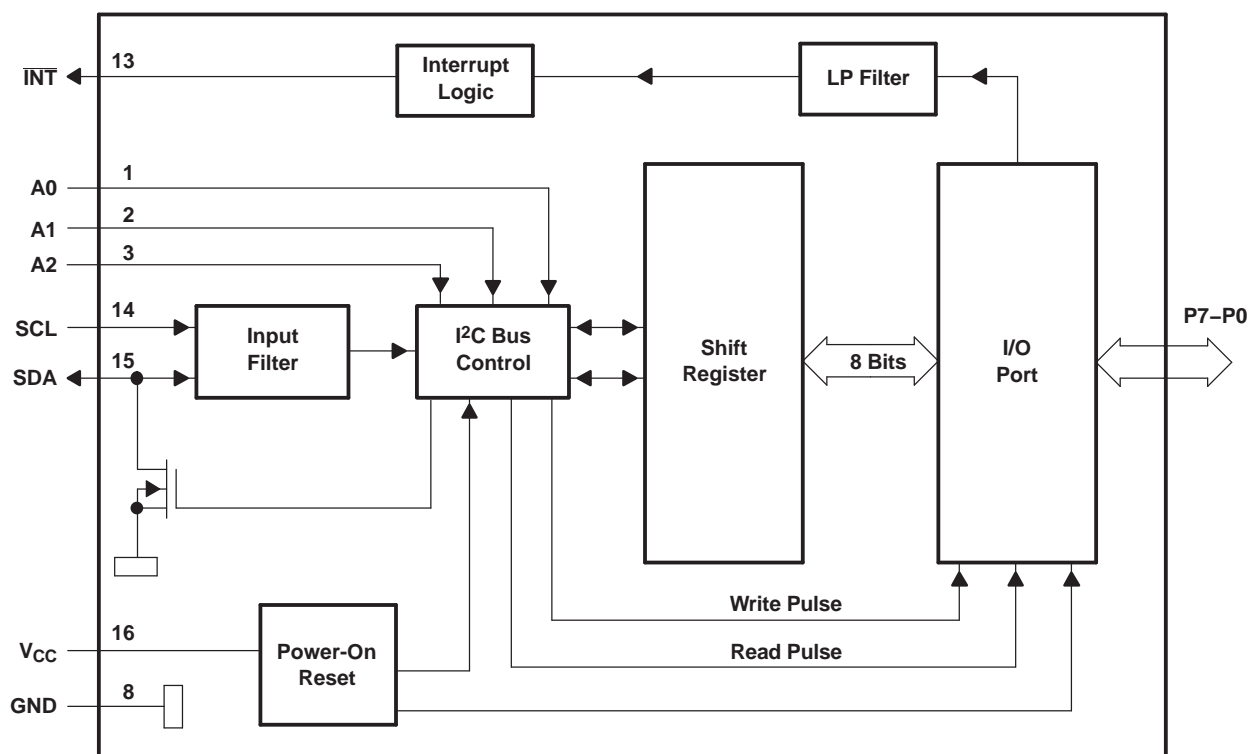 13
INT
Interrupt
Logic
LP Filter
1
A0
2
A1
3
A2
14
SCL
15
SDA
Input
Filter
I²C Bus
Control
Shift
Register
8 Bits
I/O
Port
P7–P0
Write Pulse
Read Pulse
16
VCC
Power-On
Reset
8
GND